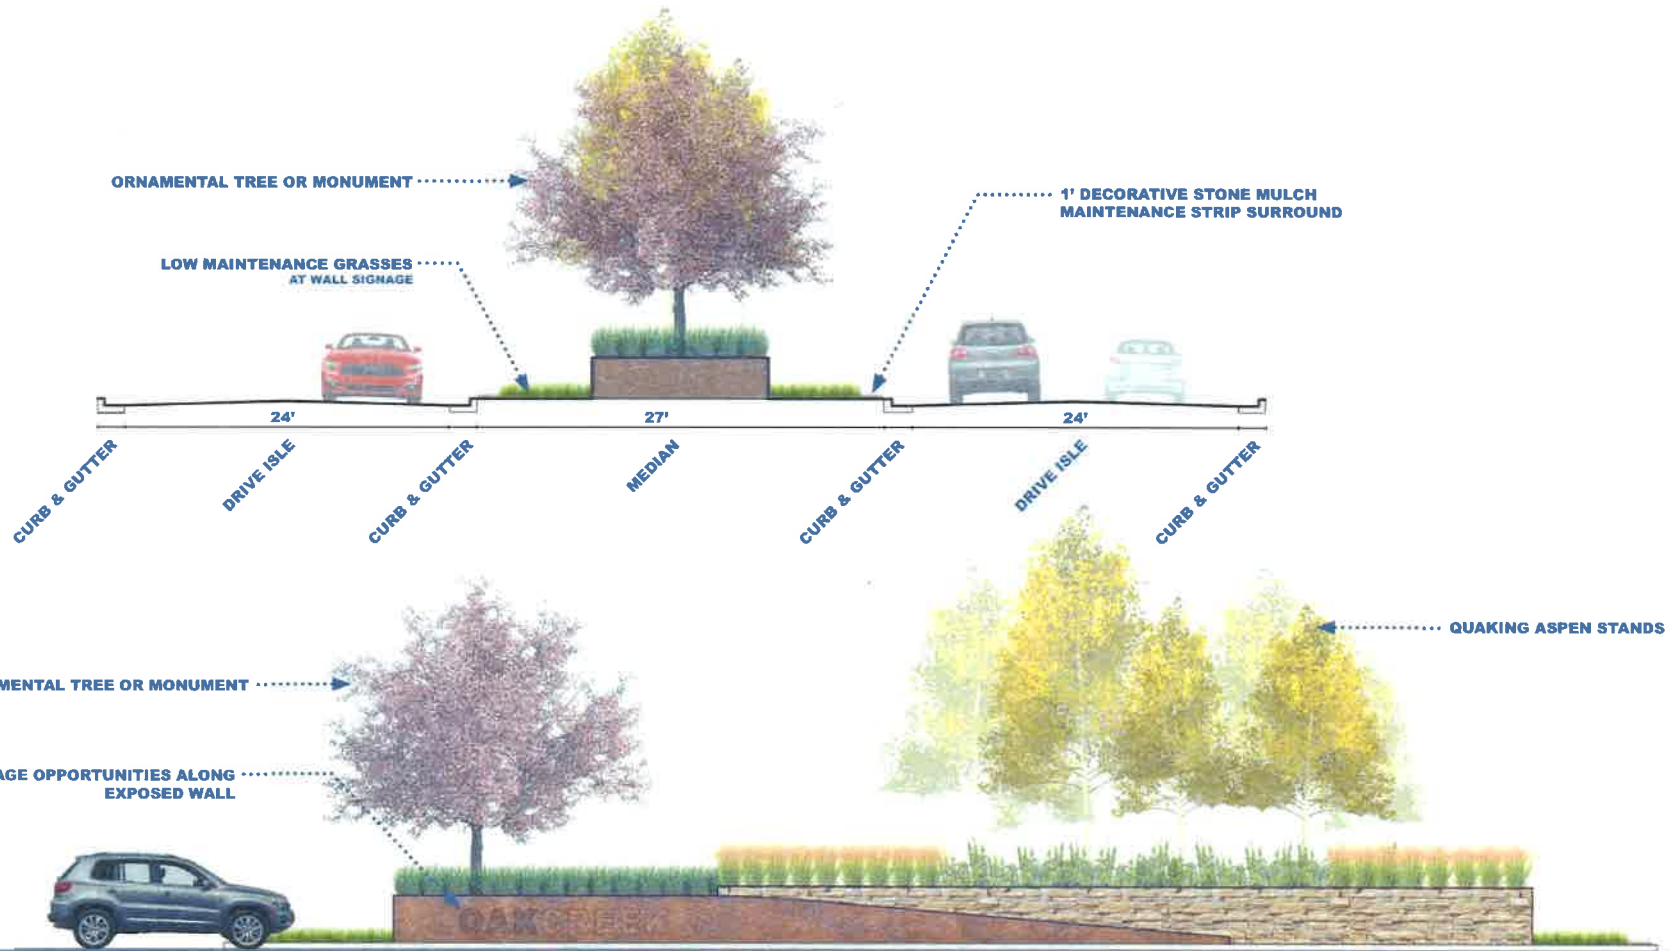 ORNAMENTAL TREE OR MONUMENT
1' DECORATIVE STONE MULCH
MAINTENANCE STRIP SURROUND
LOW MAINTENANCE GRASSES
AT WALL SIGNAGE
24'
27'
24'
CURB & GUTTER
DRIVE ISLE
CURB & GUTTER
MEDIAN
CURB & GUTTER
DRIVE ISLE
CURB & GUTTER
QUAKING ASPEN STANDS
MENTAL TREE OR MONUMENT
AGE OPPORTUNITIES ALONG
EXPOSED WALL
OAK CREEK